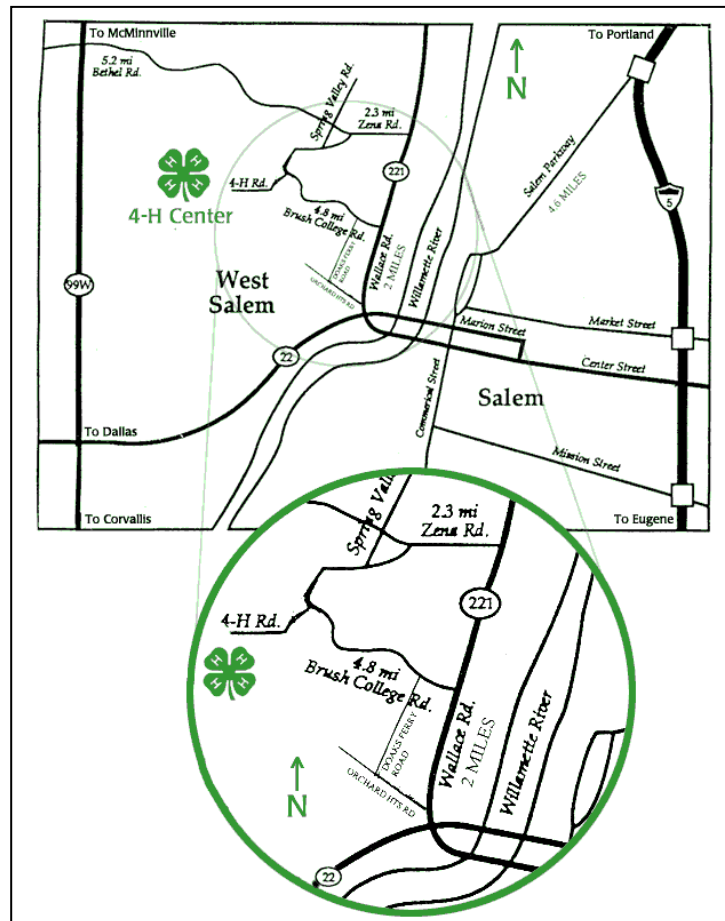 To McMinnville
To Portland
5.2 mi
Bethel Rd.
Spring Valley Rd.
2.3 mi
Zena Rd.
N
Salem Parkway
4.6 MILES
5
H H H H
4-H Center
4-H Rd.
221
4.8 mi
Brush College Rd.
DOAKS FERRY
ROAD
ORCHARD HTS RD
Wallace Rd.
2 MILES
Willamette River
West
Salem
99W
22
Marion Street
Market Street
Center Street
Commerical Street
Salem
Mission Street
To Dallas
To Corvallis
To Eugene
Spring Valle
2.3 mi
Zena Rd.
221
4-H Rd.
H H H H
4.8 mi
Brush College Rd.
DOAKS FERRY
ROAD
ORCHARD HTS RD
Wallace Rd.
2 MILES
Willamette River
N
22